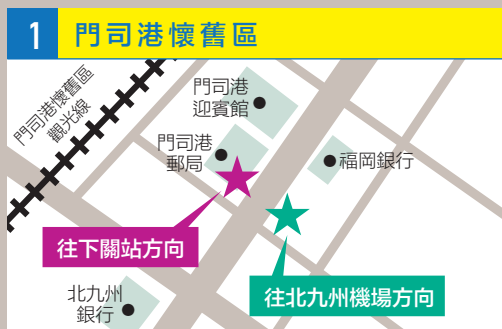 1 門司港懷舊區
門司港懷舊區
觀光線
門司港
迎賓館
門司港
郵局
福岡銀行
往下關站方向
往北九州機場方向
北九州
銀行